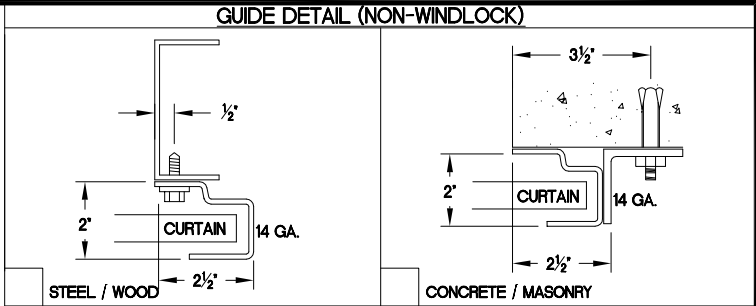 GUIDE DETAIL (NON-WINDLOCK)
½"
2"
CURTAIN
14 GA.
2½"
STEEL / WOOD
3½"
2"
CURTAIN
14 GA.
2½"
CONCRETE / MASONRY